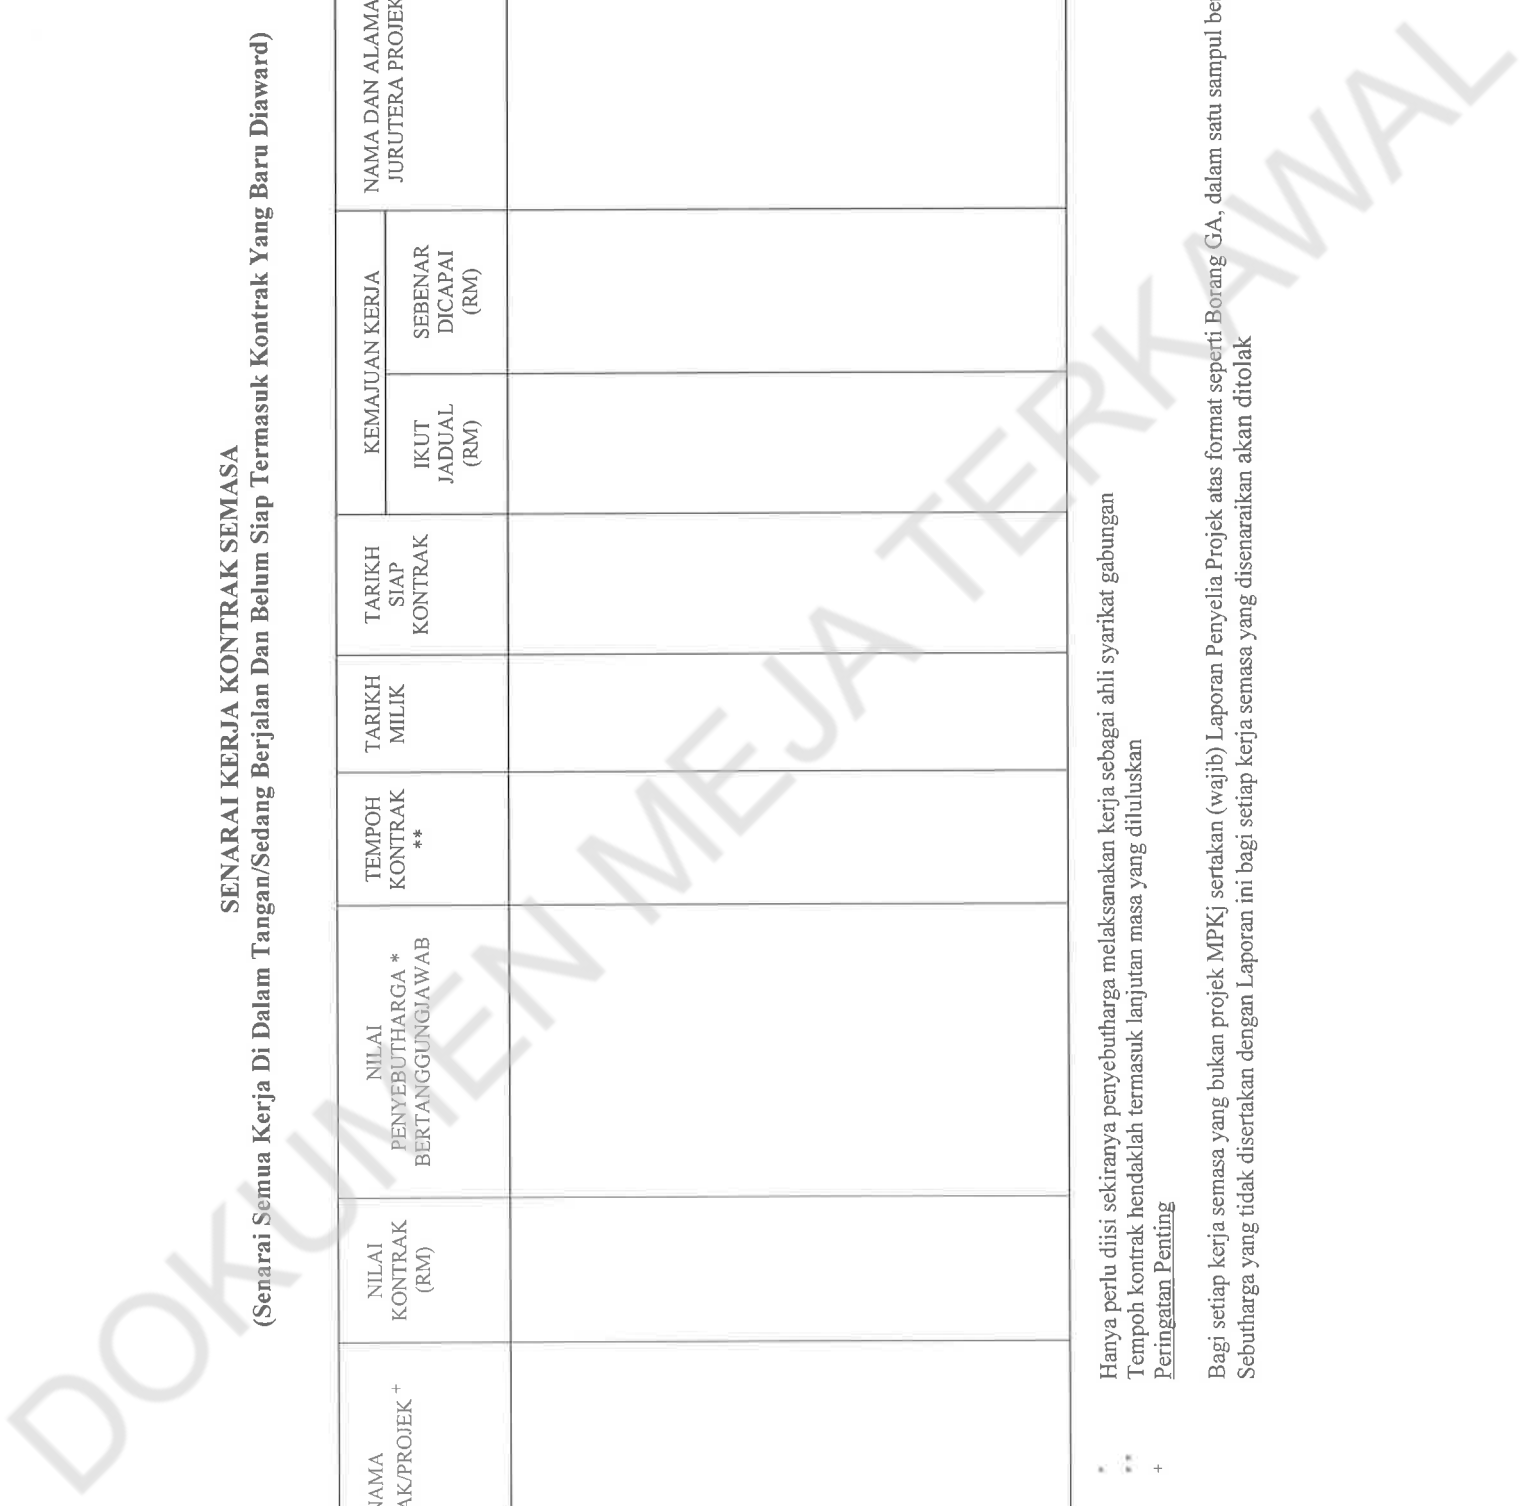 SENARAI KERJA KONTRAK SEMASA
(Senarai Semua Kerja Di Dalam Tangan/Sedang Berjalan Dan Belum Siap Termasuk Kontrak Yang Baru Diaward)
NAMA
AK/PROJEK +
NILAI
KONTRAK
(RM)
NILAI
PENYEBUTHARGA *
BERTANGGUNGJAWAB
TEMPOH
KONTRAK
**
TARIKH
MILIK
TARIKH
SIAP
KONTRAK
KEMAJUAN KERJA
IKUT
JADUAL
(RM)
SEBENAR
DICAPAI
(RM)
NAMA DAN ALAMA
JURUTERA PROJEK
* Hanya perlu diisi sekiranya penyebutharga melaksanakan kerja sebagai ahli syarikat gabungan
** Tempoh kontrak hendaklah termasuk lanjutan masa yang diluluskan
+ Peringatan Penting
Bagi setiap kerja semasa yang bukan projek MPKj sertakan (wajib) Laporan Penyelia Projek atas format seperti Borang GA, dalam satu sampul be
Sebutharga yang tidak disertakan dengan Laporan ini bagi setiap kerja semasa yang disenaraikan akan ditolak
DOKUMEN MEJA TERKAWAL